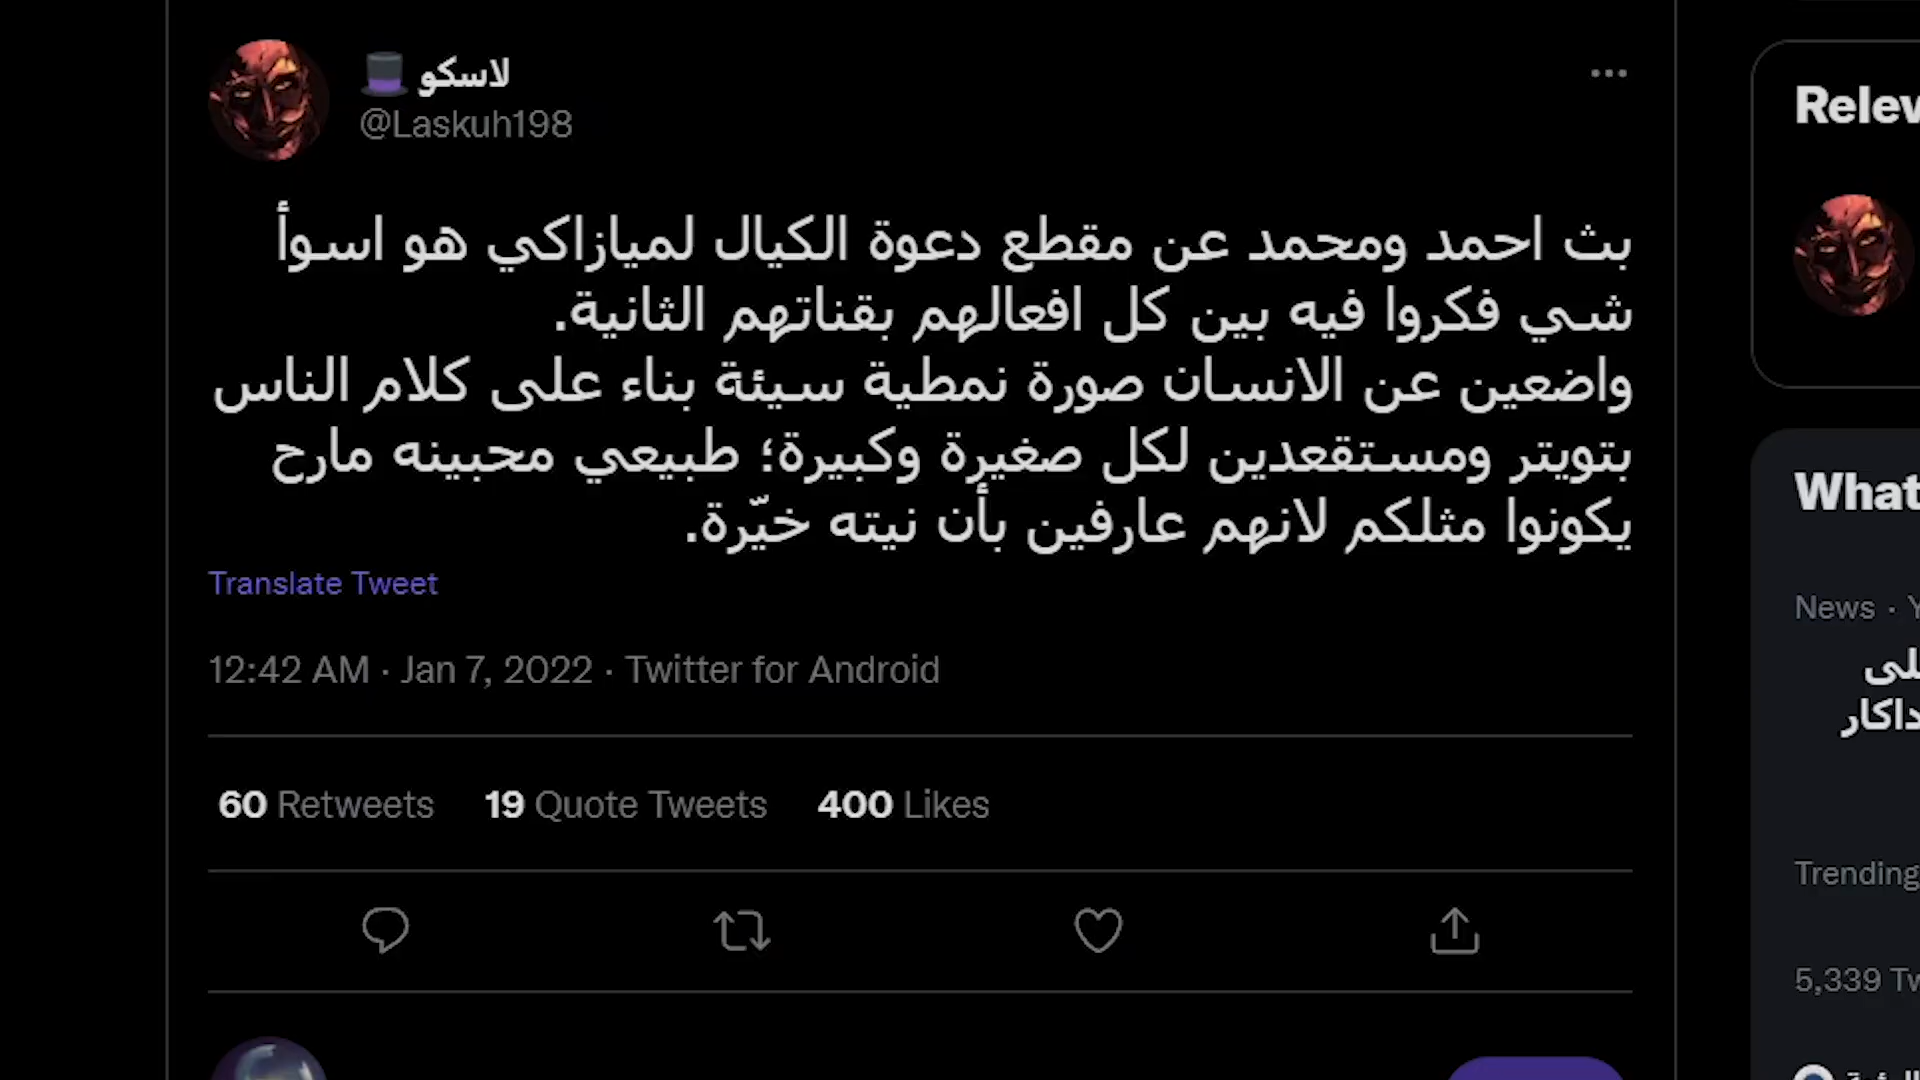 لاسكو
@Laskuh198
بث احمد ومحمد عن مقطع دعوة الكيال لميازاكي هو اسوأ
شي فكروا فيه بين كل افعالهم بقناتهم الثانية.
واضعين عن الانسان صورة نمطية سيئة بناء على كلام الناس
بتويتر ومستقعدين لكل صغيرة وكبيرة؛ طبيعي محبينه مارح
يكونوا مثلكم لانهم عارفين بأن نيته خيّرة.
Translate Tweet
12:42 AM · Jan 7, 2022 · Twitter for Android
60 Retweets 19 Quote Tweets 400 Likes
Relev
What
News · Y
لى
داكار
Trending
5,339 Tw